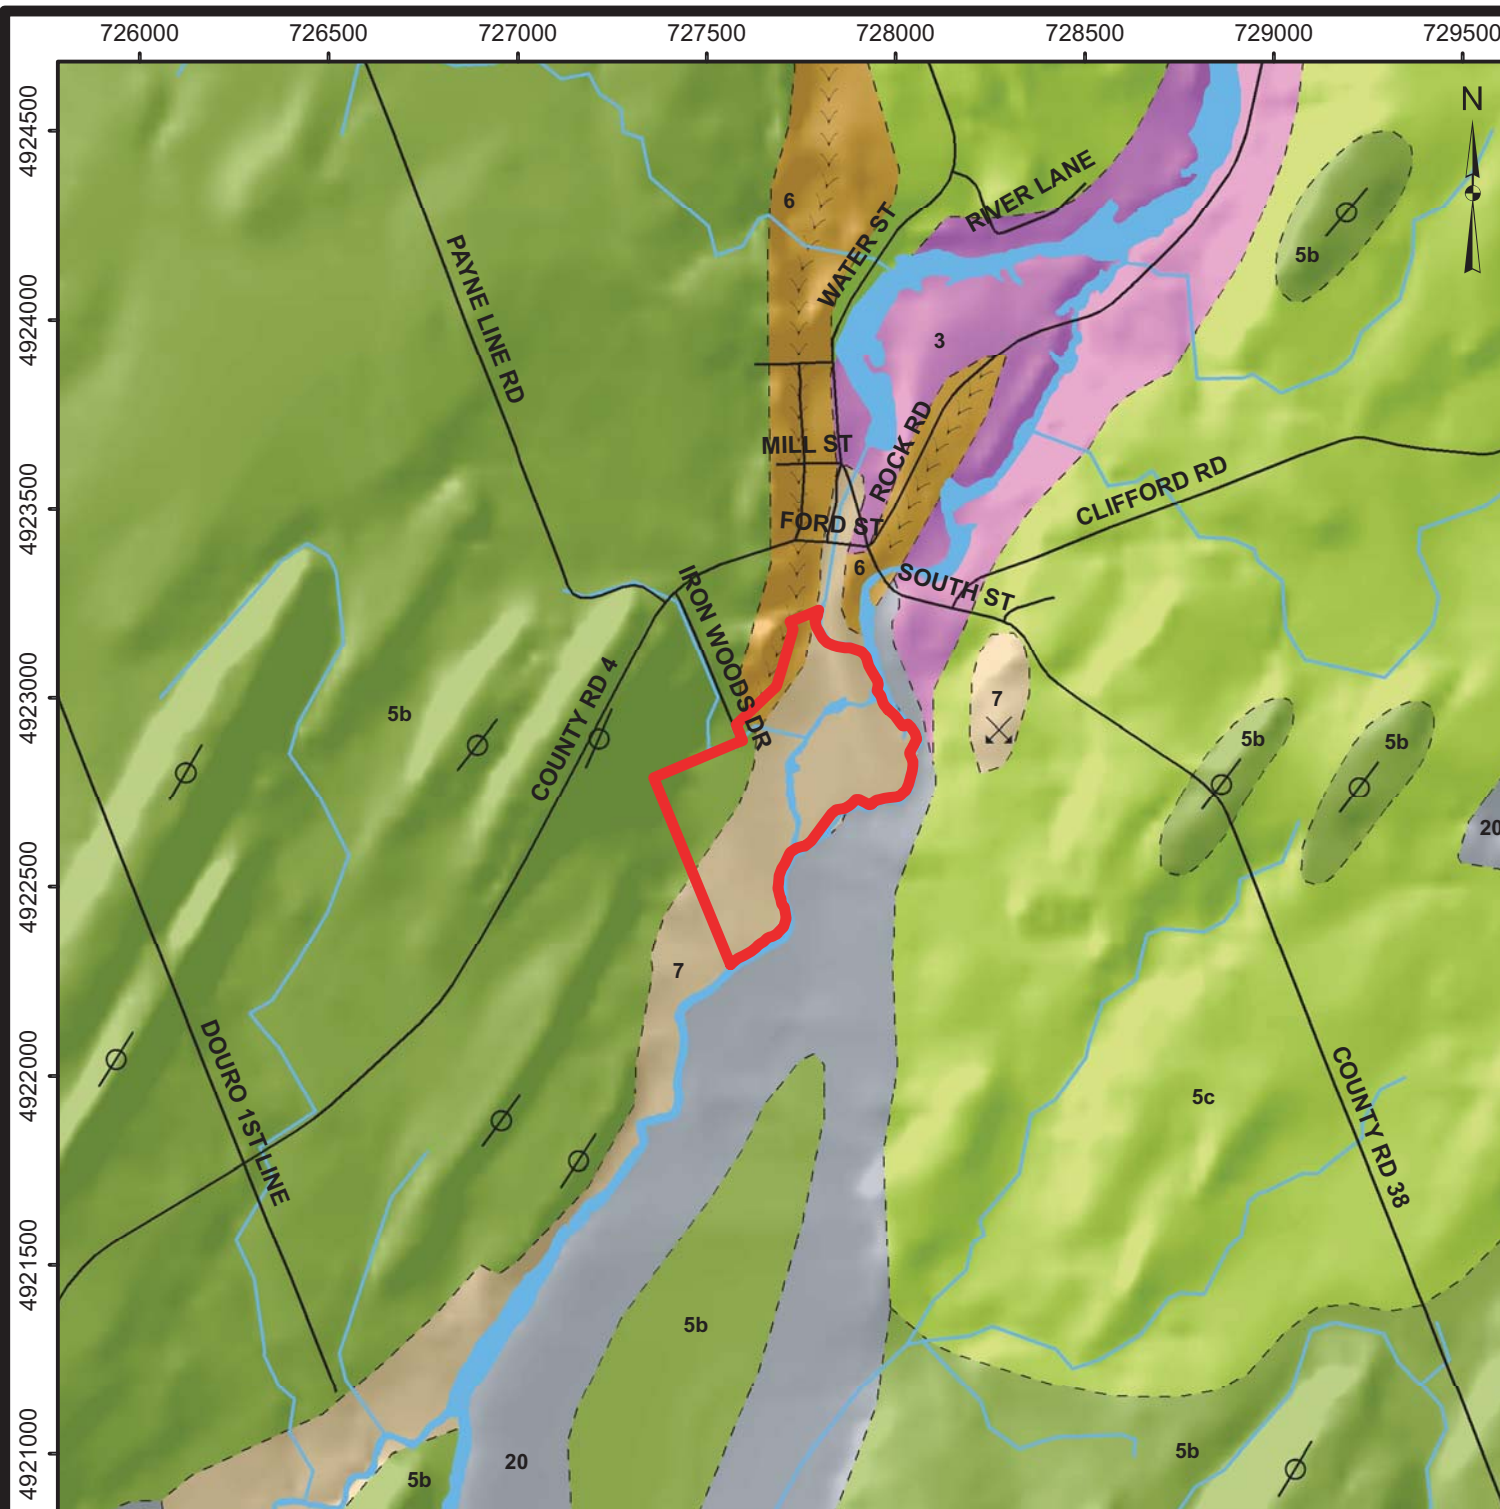 726000 726500 727000 727500 728000 728500 729000 729500
N
4924500
4924000
4923500
4923000
4922500
4922000
4921500
4921000
RIVER LANE
6
WATER ST
5b
PAYNE LINE RD
3
MILL ST
ROCK RD
CLIFFORD RD
FORD ST
6
SOUTH ST
IRON WOODS DR
COUNTY RD 4
5b
7
5b
5b
20
7
DOURO 1ST LINE
5c
COUNTY RD 38
5b
5b
20
5b